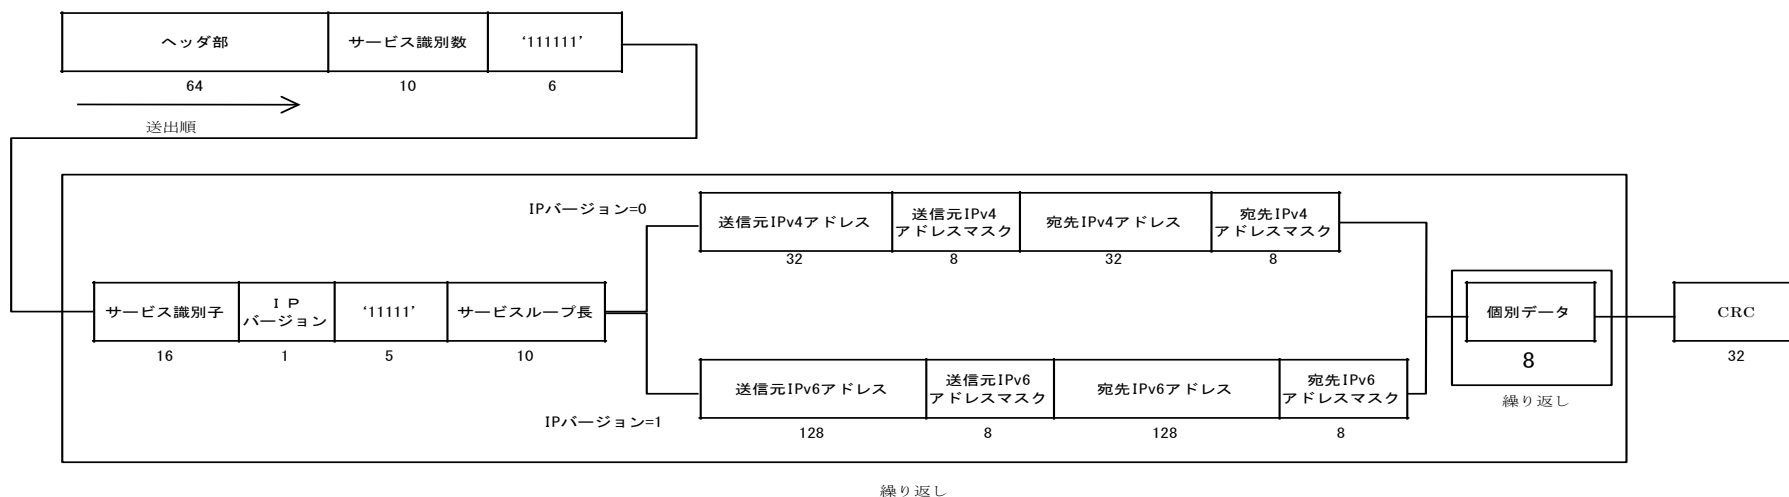 ヘッダ部
サービス識別数
‘111111’
64
10
6
送出順
IPバージョン=0
送信元IPv4アドレス
送信元IPv4
アドレスマスク
宛先IPv4アドレス
宛先IPv4
アドレスマスク
32
8
32
8
サービス識別子
ＩＰ
バージョン
‘11111’
サービスループ長
16
1
5
10
個別データ
8
繰り返し
CRC
32
送信元IPv6アドレス
送信元IPv6
アドレスマスク
宛先IPv6アドレス
宛先IPv6
アドレスマスク
IPバージョン=1
128
8
128
8
繰り返し